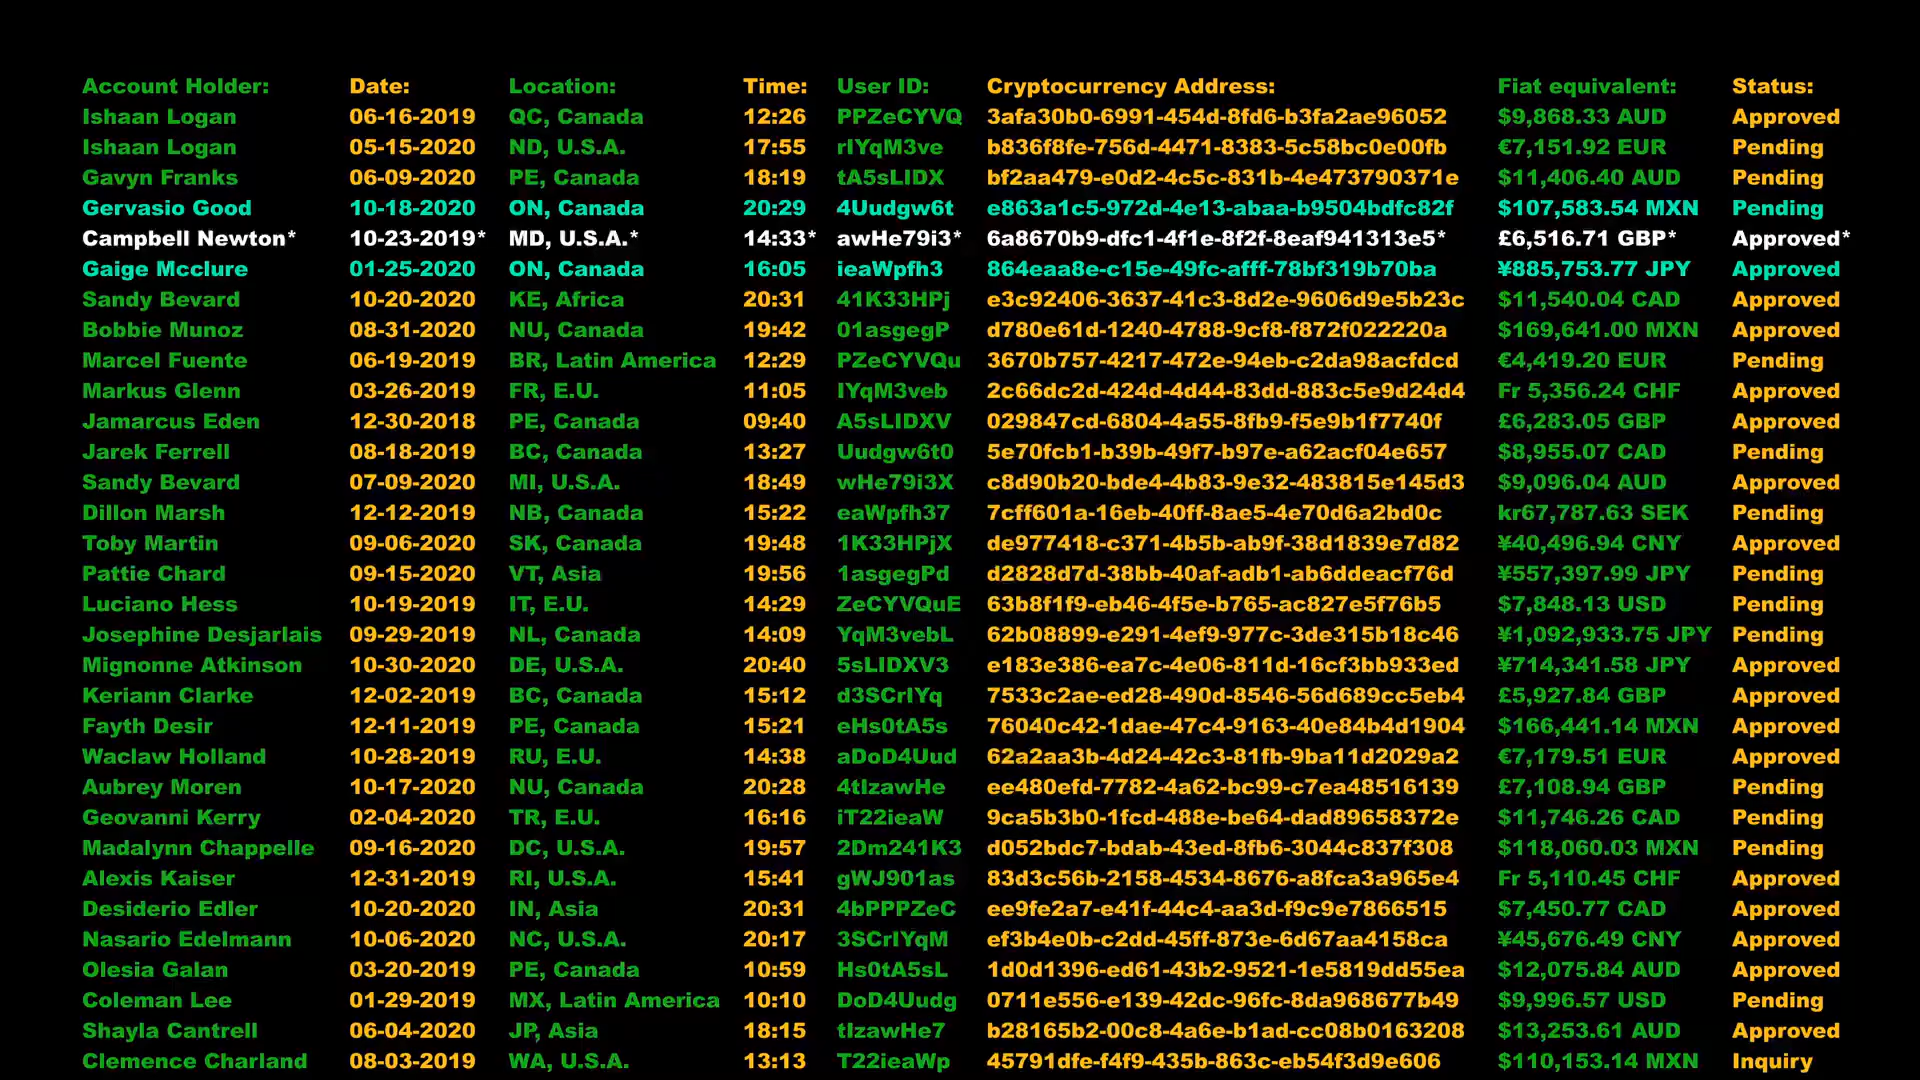 Account Holder: Date: Location: Time: User ID: Cryptocurrency Address: Fiat equivalent: Status:
Ishaan Logan 06-16-2019 QC, Canada 12:26 PPZeCYVQ 3afa30b0-6991-454d-8fd6-b3fa2ae96052 $9,868.33 AUD Approved
Ishaan Logan 05-15-2020 ND, U.S.A. 17:55 rIYqM3ve b836f8fe-756d-4471-8383-5c58bc0e00fb €7,151.92 EUR Pending
Gavyn Franks 06-09-2020 PE, Canada 18:19 tA5sLIDX bf2aa479-e0d2-4c5c-831b-4e473790371e $11,406.40 AUD Pending
Gervasio Good 10-18-2020 ON, Canada 20:29 4Uudgw6t e863a1c5-972d-4e13-abaa-b9504bdfc82f $107,583.54 MXN Pending
Campbell Newton* 10-23-2019* MD, U.S.A.* 14:33* awHe79i3* 6a8670b9-dfc1-4f1e-8f2f-8eaf941313e5* £6,516.71 GBP* Approved*
Gaige Mcclure 01-25-2020 ON, Canada 16:05 ieaWpfh3 864eaa8e-c15e-49fc-afff-78bf319b70ba ¥885,753.77 JPY Approved
Sandy Bevard 10-20-2020 KE, Africa 20:31 41K33HPj e3c92406-3637-41c3-8d2e-9606d9e5b23c $11,540.04 CAD Approved
Bobbie Munoz 08-31-2020 NU, Canada 19:42 01asgegP d780e61d-1240-4788-9cf8-f872f022220a $169,641.00 MXN Approved
Marcel Fuente 06-19-2019 BR, Latin America 12:29 PZeCYVQu 3670b757-4217-472e-94eb-c2da98acfdcd €4,419.20 EUR Pending
Markus Glenn 03-26-2019 FR, E.U. 11:05 IYqM3veb 2c66dc2d-424d-4d44-83dd-883c5e9d24d4 Fr 5,356.24 CHF Approved
Jamarcus Eden 12-30-2018 PE, Canada 09:40 A5sLIDXV 029847cd-6804-4a55-8fb9-f5e9b1f7740f £6,283.05 GBP Approved
Jarek Ferrell 08-18-2019 BC, Canada 13:27 Uudgw6t0 5e70fcb1-b39b-49f7-b97e-a62acf04e657 $8,955.07 CAD Pending
Sandy Bevard 07-09-2020 MI, U.S.A. 18:49 wHe79i3X c8d90b20-bde4-4b83-9e32-483815e145d3 $9,096.04 AUD Approved
Dillon Marsh 12-12-2019 NB, Canada 15:22 eaWpfh37 7cff601a-16eb-40ff-8ae5-4e70d6a2bd0c kr67,787.63 SEK Pending
Toby Martin 09-06-2020 SK, Canada 19:48 1K33HPjX de977418-c371-4b5b-ab9f-38d1839e7d82 ¥40,496.94 CNY Approved
Pattie Chard 09-15-2020 VT, Asia 19:56 1asgegPd d2828d7d-38bb-40af-adb1-ab6ddeacf76d ¥557,397.99 JPY Pending
Luciano Hess 10-19-2019 IT, E.U. 14:29 ZeCYVQuE 63b8f1f9-eb46-4f5e-b765-ac827e5f76b5 $7,848.13 USD Pending
Josephine Desjarlais 09-29-2019 NL, Canada 14:09 YqM3vebL 62b08899-e291-4ef9-977c-3de315b18c46 ¥1,092,933.75 JPY Pending
Mignonne Atkinson 10-30-2020 DE, U.S.A. 20:40 5sLIDXV3 e183e386-ea7c-4e06-811d-16cf3bb933ed ¥714,341.58 JPY Approved
Keriann Clarke 12-02-2019 BC, Canada 15:12 d3SCrIYq 7533c2ae-ed28-490d-8546-56d689cc5eb4 £5,927.84 GBP Approved
Fayth Desir 12-11-2019 PE, Canada 15:21 eHs0tA5s 76040c42-1dae-47c4-9163-40e84b4d1904 $166,441.14 MXN Approved
Waclaw Holland 10-28-2019 RU, E.U. 14:38 aDoD4Uud 62a2aa3b-4d24-42c3-81fb-9ba11d2029a2 €7,179.51 EUR Approved
Aubrey Moren 10-17-2020 NU, Canada 20:28 4tIzawHe ee480efd-7782-4a62-bc99-c7ea48516139 £7,108.94 GBP Pending
Geovanni Kerry 02-04-2020 TR, E.U. 16:16 iT22ieaW 9ca5b3b0-1fcd-488e-be64-dad89658372e $11,746.26 CAD Pending
Madalynn Chappelle 09-16-2020 DC, U.S.A. 19:57 2Dm241K3 d052bdc7-bdab-43ed-8fb6-3044c837f308 $118,060.03 MXN Pending
Alexis Kaiser 12-31-2019 RI, U.S.A. 15:41 gWJ901as 83d3c56b-2158-4534-8676-a8fca3a965e4 Fr 5,110.45 CHF Approved
Desiderio Edler 10-20-2020 IN, Asia 20:31 4bPPPZeC ee9fe2a7-e41f-44c4-aa3d-f9c9e7866515 $7,450.77 CAD Approved
Nasario Edelmann 10-06-2020 NC, U.S.A. 20:17 3SCrIYqM ef3b4e0b-c2dd-45ff-873e-6d67aa4158ca ¥45,676.49 CNY Approved
Olesia Galan 03-20-2019 PE, Canada 10:59 Hs0tA5sL 1d0d1396-ed61-43b2-9521-1e5819dd55ea $12,075.84 AUD Approved
Coleman Lee 01-29-2019 MX, Latin America 10:10 DoD4Uudg 0711e556-e139-42dc-96fc-8da968677b49 $9,996.57 USD Pending
Shayla Cantrell 06-04-2020 JP, Asia 18:15 tIzawHe7 b28165b2-00c8-4a6e-b1ad-cc08b0163208 $13,253.61 AUD Approved
Clemence Charland 08-03-2019 WA, U.S.A. 13:13 T22ieaWp 45791dfe-f4f9-435b-863c-eb54f3d9e606 $110,153.14 MXN Inquiry